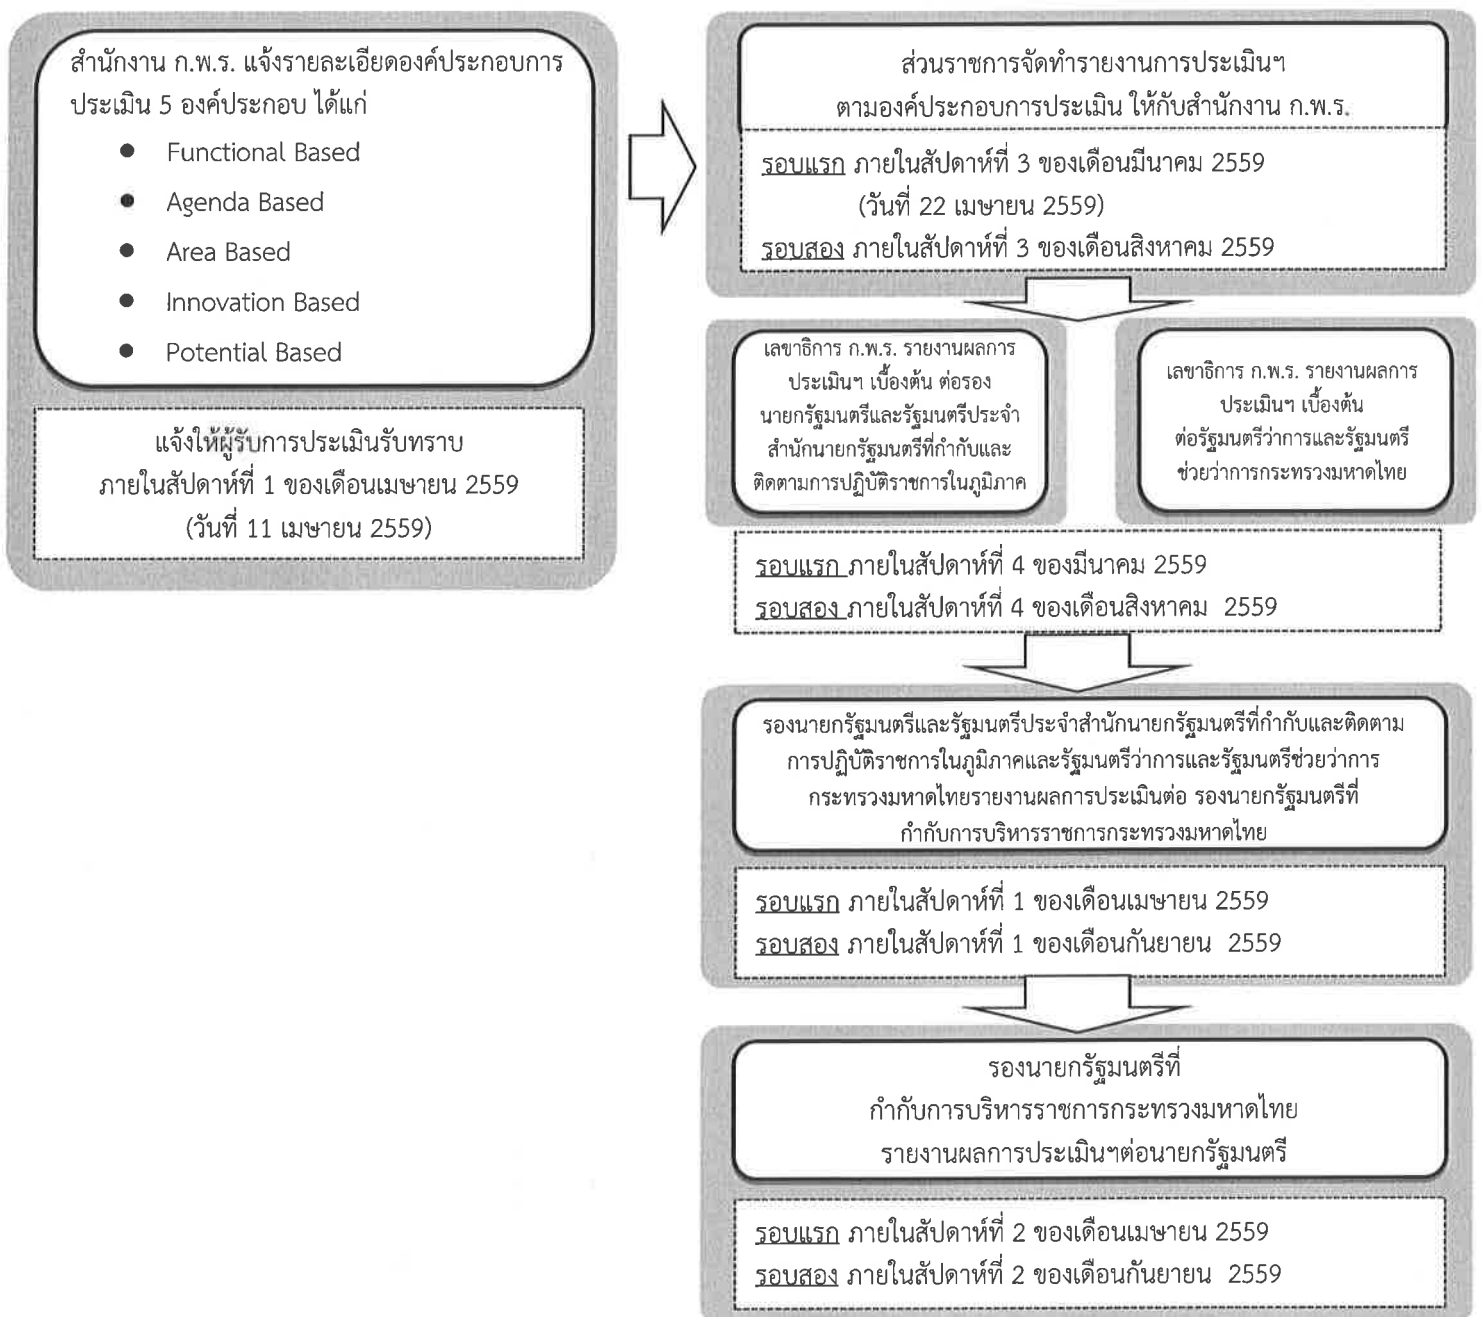 สำนักงาน ก.พ.ร. แจ้งรายละเอียดองค์ประกอบการ
ประเมิน 5 องค์ประกอบ ได้แก่
● Functional Based
● Agenda Based
● Area Based
● Innovation Based
● Potential Based
แจ้งให้ผู้รับการประเมินรับทราบ
ภายในสัปดาห์ที่ 1 ของเดือนเมษายน 2559
(วันที่ 11 เมษายน 2559)
ส่วนราชการจัดทำรายงานการประเมินฯ
ตามองค์ประกอบการประเมิน ให้กับสำนักงาน ก.พ.ร.
รอบแรก ภายในสัปดาห์ที่ 3 ของเดือนมีนาคม 2559
(วันที่ 22 เมษายน 2559)
รอบสอง ภายในสัปดาห์ที่ 3 ของเดือนสิงหาคม 2559
เลขาธิการ ก.พ.ร. รายงานผลการ
ประเมินฯ เบื้องต้น ต่อรอง
นายกรัฐมนตรีและรัฐมนตรีประจำ
สำนักนายกรัฐมนตรีที่กำกับและ
ติดตามการปฏิบัติราชการในภูมิภาค
เลขาธิการ ก.พ.ร. รายงานผลการ
ประเมินฯ เบื้องต้น
ต่อรัฐมนตรีว่าการและรัฐมนตรี
ช่วยว่าการกระทรวงมหาดไทย
รอบแรก ภายในสัปดาห์ที่ 4 ของมีนาคม 2559
รอบสอง ภายในสัปดาห์ที่ 4 ของเดือนสิงหาคม 2559
รองนายกรัฐมนตรีและรัฐมนตรีประจำสำนักนายกรัฐมนตรีที่กำกับและติดตาม
การปฏิบัติราชการในภูมิภาคและรัฐมนตรีว่าการและรัฐมนตรีช่วยว่าการ
กระทรวงมหาดไทยรายงานผลการประเมินต่อ รองนายกรัฐมนตรีที่
กำกับการบริหารราชการกระทรวงมหาดไทย
รอบแรก ภายในสัปดาห์ที่ 1 ของเดือนเมษายน 2559
รอบสอง ภายในสัปดาห์ที่ 1 ของเดือนกันยายน 2559
รองนายกรัฐมนตรีที่
กำกับการบริหารราชการกระทรวงมหาดไทย
รายงานผลการประเมินฯต่อนายกรัฐมนตรี
รอบแรก ภายในสัปดาห์ที่ 2 ของเดือนเมษายน 2559
รอบสอง ภายในสัปดาห์ที่ 2 ของเดือนกันยายน 2559